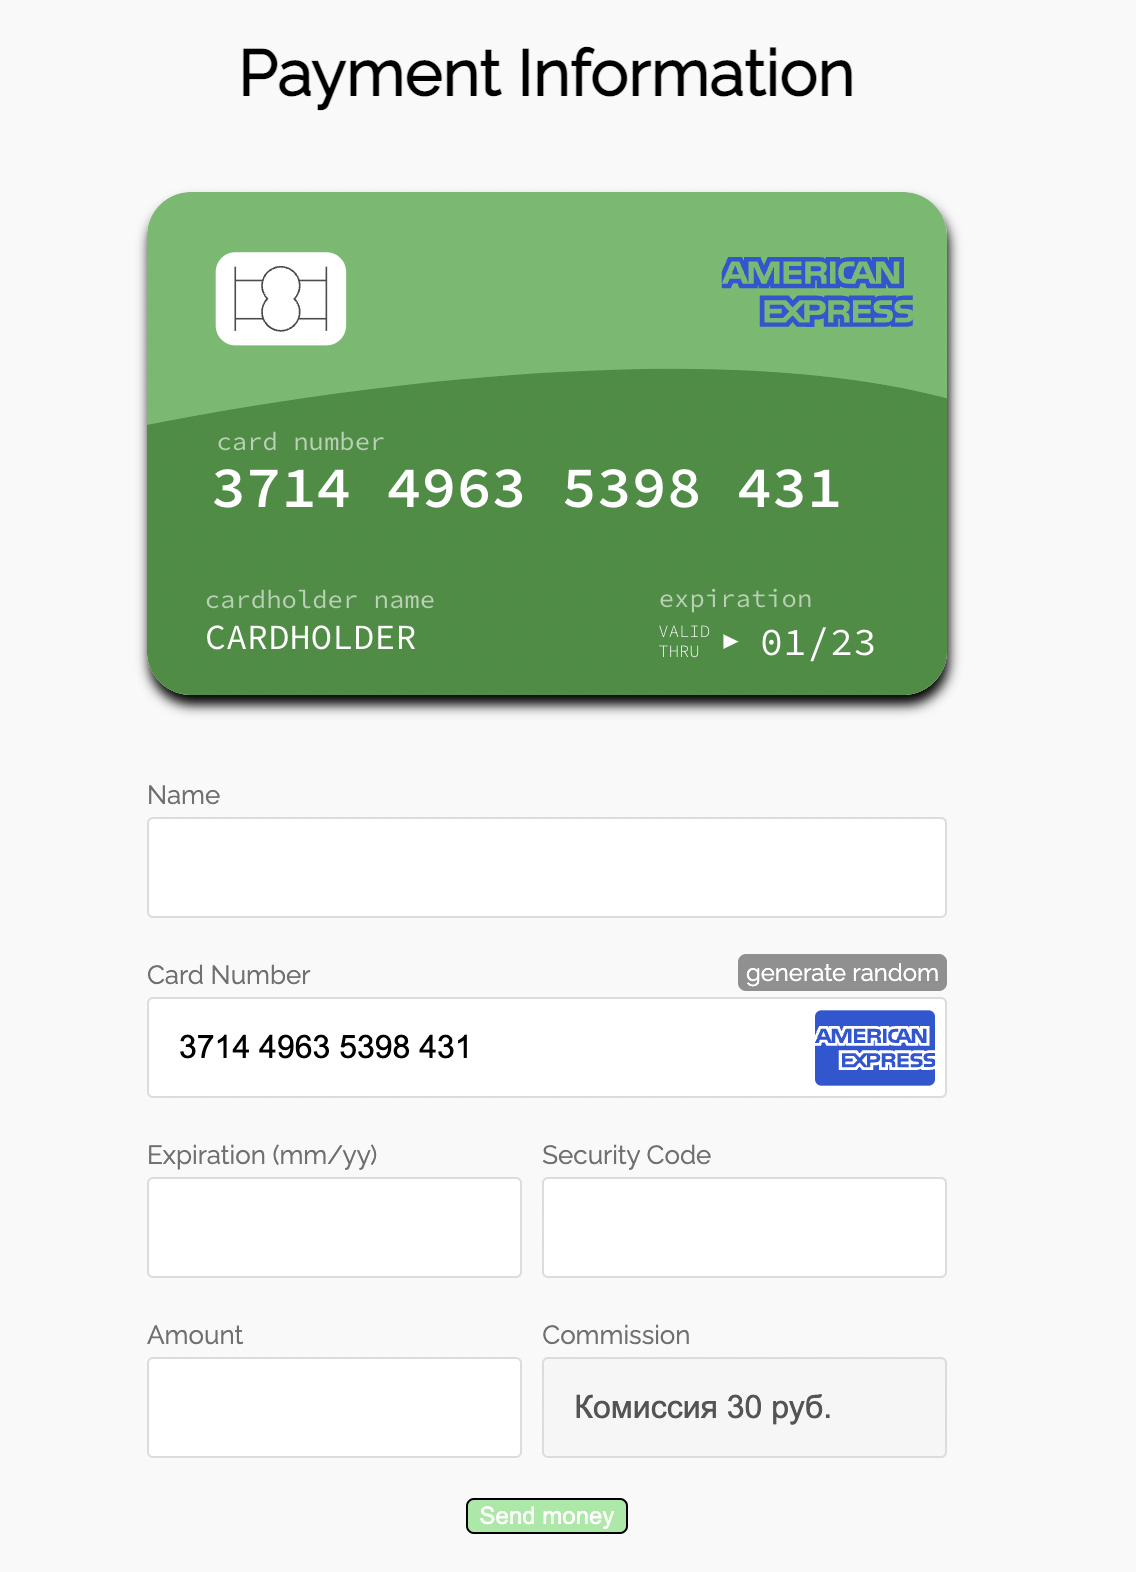 Payment Information
AMERICAN
EXPRESS
card number
3714 4963 5398 431
cardholder name
CARDHOLDER
expiration
VALID
THRU
01/23
Name
Card Number
generate random
3714 4963 5398 431
AMERICAN
EXPRESS
Expiration (mm/yy)
Security Code
Amount
Commission
Комиссия 30 руб.
Send money